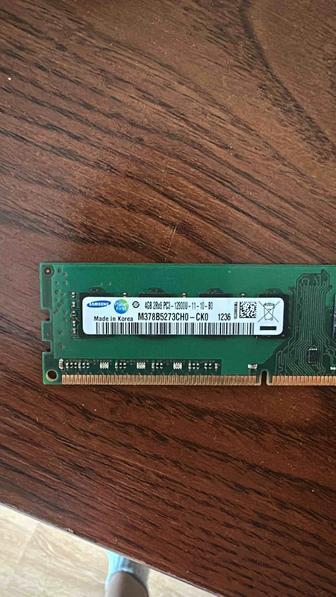 SAMSUNG
4GB 2Rx8 PC3 - 12800U - 11 - 10 - B0
Made in Korea M378B5273CH0 - CK0 1236